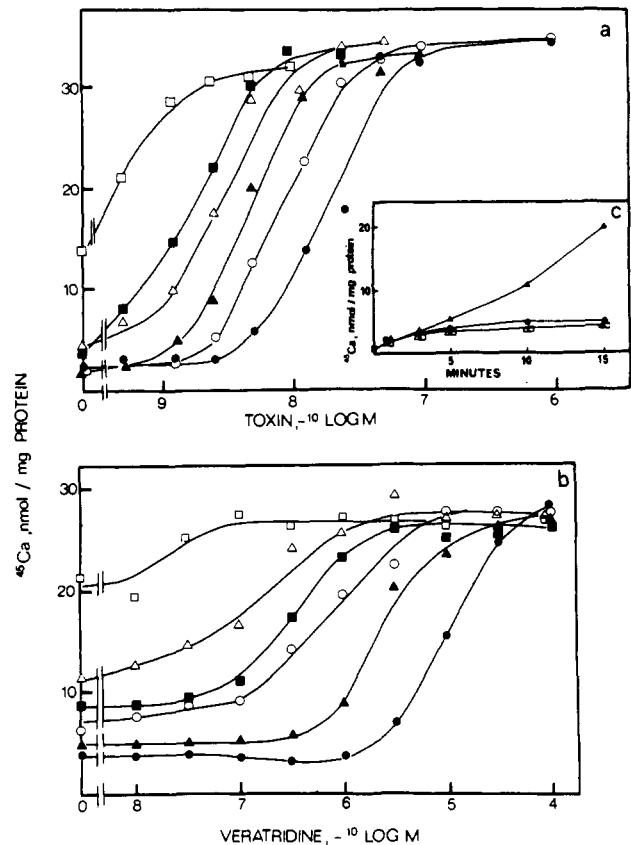 a
30
20
10
0
9
8
7
6
TOXIN,-¹⁰ LOG M
c
20
10
⁴⁵Ca, nmol / mg protein
5
10
15
MINUTES
⁴⁵Ca ,nmol / mg PROTEIN
b
30
20
10
0
8
7
6
5
4
VERATRIDINE, -¹⁰ LOG M